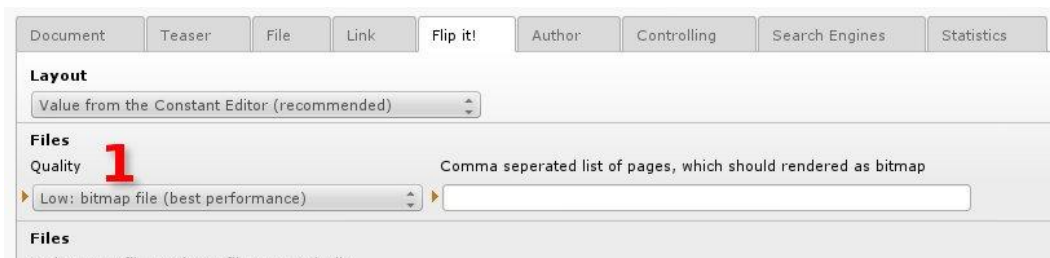 Document Teaser File Link Flip it! Author Controlling Search Engines Statistics
Layout
Value from the Constant Editor (recommended)
Files
1
Quality Comma seperated list of pages, which should rendered as bitmap
Low: bitmap file (best performance)
Files